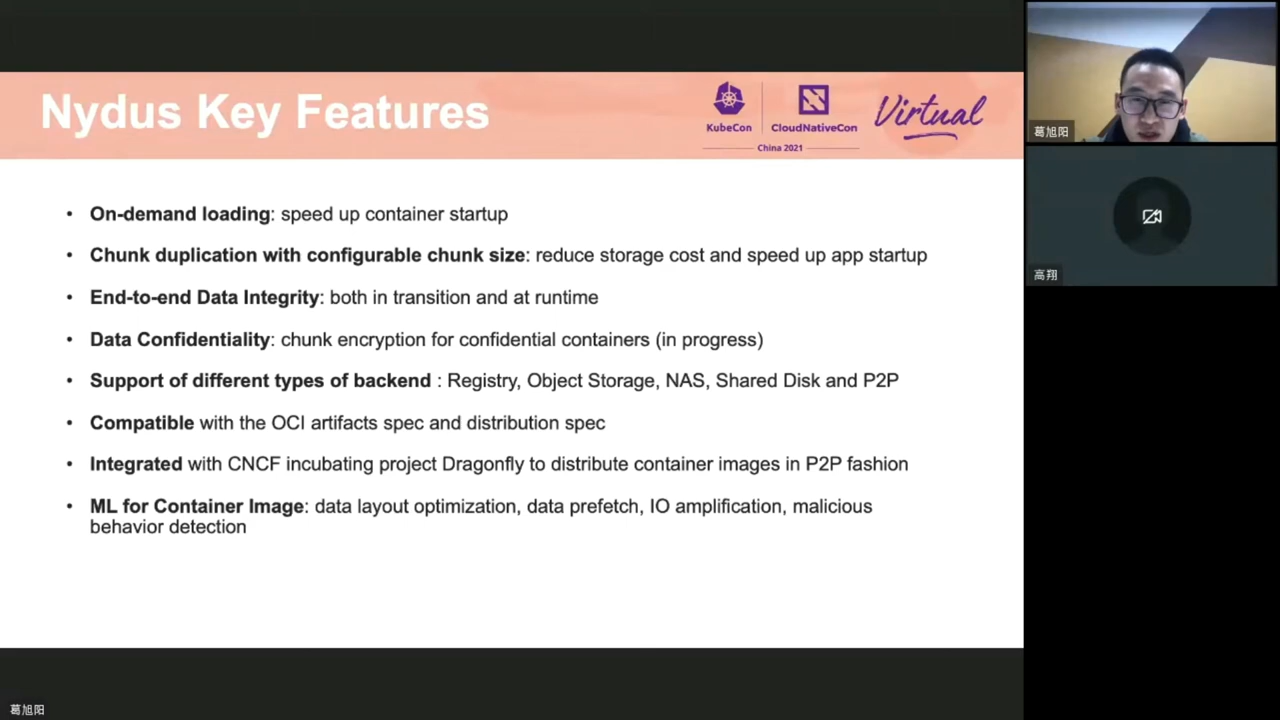 Nydus Key Features
KubeCon
CloudNativeCon
China 2021
Virtual
• On-demand loading: speed up container startup
• Chunk duplication with configurable chunk size: reduce storage cost and speed up app startup
• End-to-end Data Integrity: both in transition and at runtime
• Data Confidentiality: chunk encryption for confidential containers (in progress)
• Support of different types of backend : Registry, Object Storage, NAS, Shared Disk and P2P
• Compatible with the OCI artifacts spec and distribution spec
• Integrated with CNCF incubating project Dragonfly to distribute container images in P2P fashion
• ML for Container Image: data layout optimization, data prefetch, IO amplification, malicious
behavior detection
葛旭阳
高翔
葛旭阳